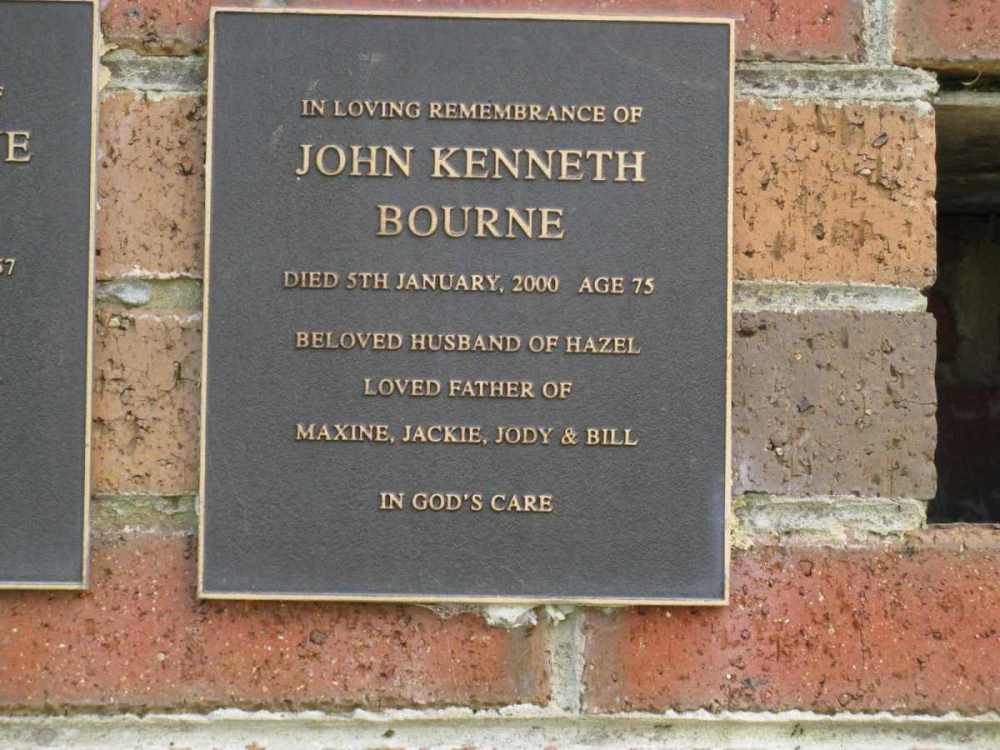 IN LOVING REMEMBRANCE OF
JOHN KENNETH
BOURNE
DIED 5TH JANUARY, 2000 AGE 75
BELOVED HUSBAND OF HAZEL
LOVED FATHER OF
MAXINE, JACKIE, JODY & BILL
IN GOD'S CARE